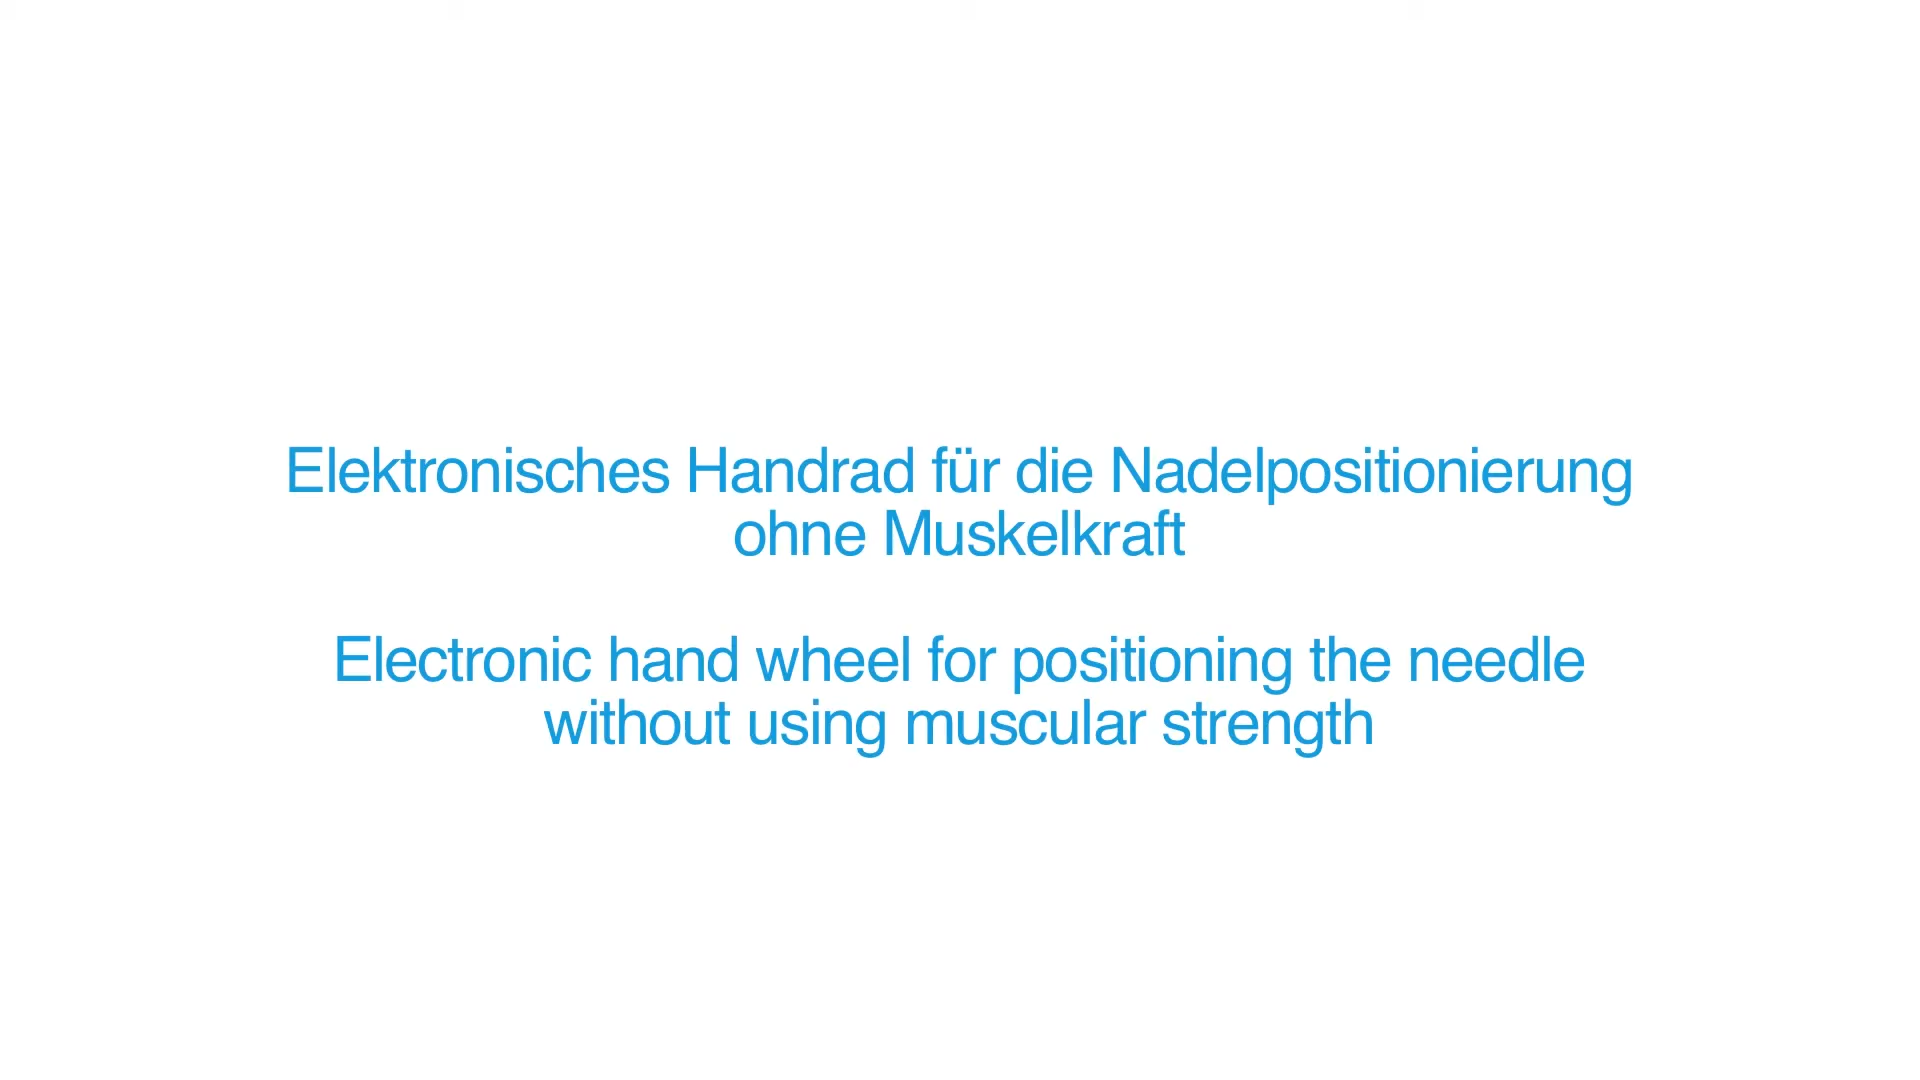 Elektronisches Handrad für die Nadelpositionierung
ohne Muskelkraft
Electronic hand wheel for positioning the needle
without using muscular strength